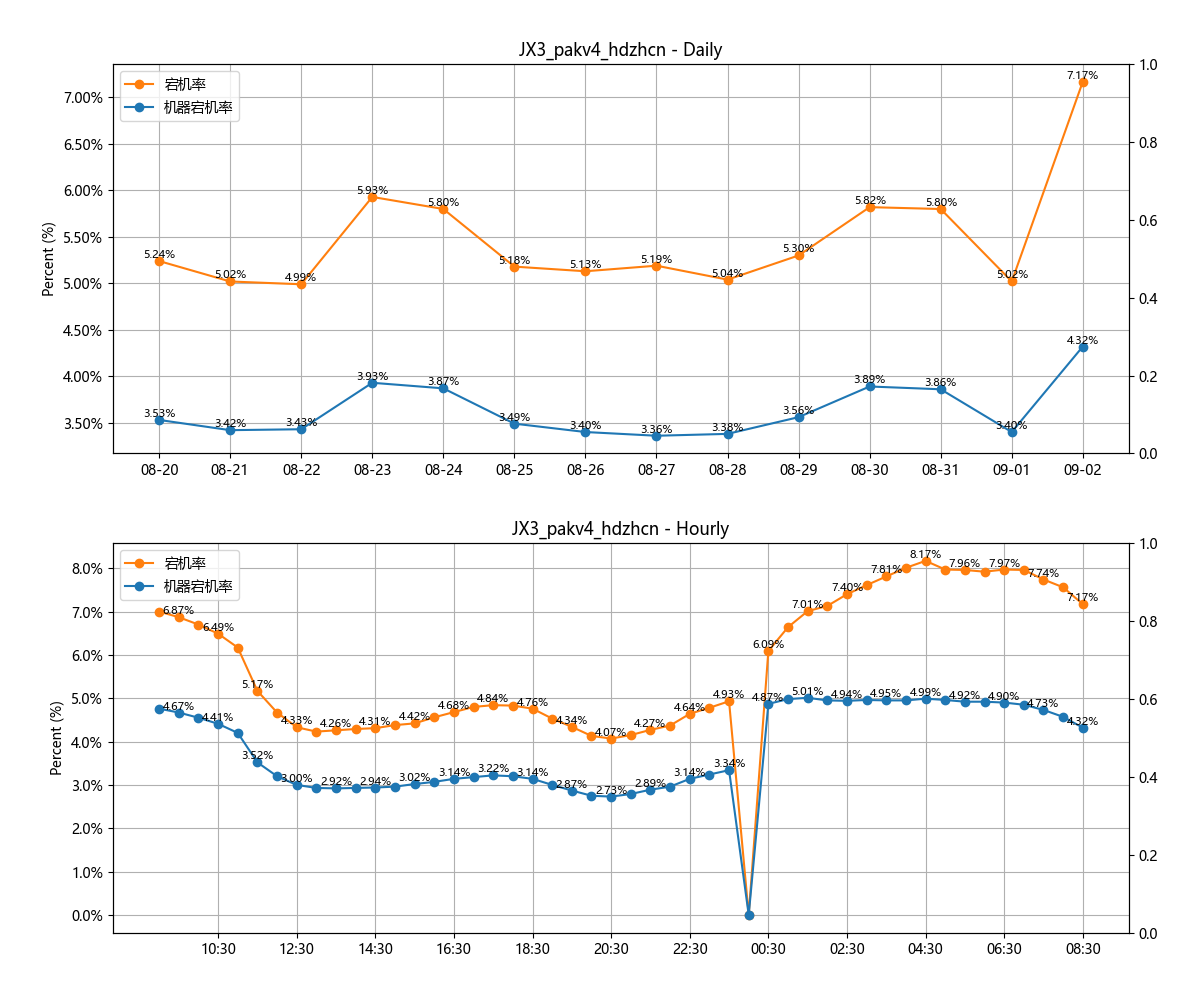 JX3_pakv4_hdzhcn - Daily
宕机率
机器宕机率
Percent (%)
7.00%
6.50%
6.00%
5.50%
5.00%
4.50%
4.00%
3.50%
1.0
0.8
0.6
0.4
0.2
0.0
5.24% 5.02% 4.99% 5.93% 5.80% 5.18% 5.13% 5.19% 5.04% 5.30% 5.82% 5.80% 5.02% 7.17%
3.53% 3.42% 3.43% 3.93% 3.87% 3.49% 3.40% 3.36% 3.38% 3.56% 3.89% 3.86% 3.40% 4.32%
08-20 08-21 08-22 08-23 08-24 08-25 08-26 08-27 08-28 08-29 08-30 08-31 09-01 09-02
JX3_pakv4_hdzhcn - Hourly
宕机率
机器宕机率
Percent (%)
8.0%
7.0%
6.0%
5.0%
4.0%
3.0%
2.0%
1.0%
0.0%
1.0
0.8
0.6
0.4
0.2
0.0
6.87% 6.49% 5.17% 4.33% 4.26% 4.31% 4.42% 4.68% 4.84% 4.76% 4.34% 4.07% 4.27% 4.64% 4.93% 6.09% 7.01% 7.40% 7.81% 8.17% 7.96% 7.97% 7.74% 7.17%
4.67% 4.41% 3.52% 3.00% 2.92% 2.94% 3.02% 3.14% 3.22% 3.14% 2.87% 2.73% 2.89% 3.14% 3.34% 4.87% 5.01% 4.94% 4.95% 4.99% 4.92% 4.90% 4.73% 4.32%
10:30 12:30 14:30 16:30 18:30 20:30 22:30 00:30 02:30 04:30 06:30 08:30